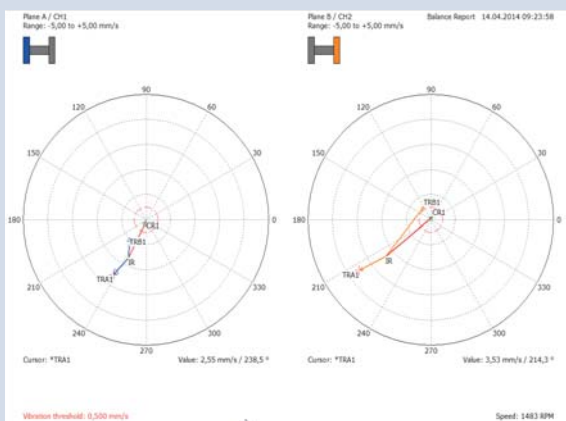 Plane A / CH1
Range: -5,00 to +5,00 mm/s
Plane B / CH2
Balance Report 14.04.2014 09:23:58
Range: -5,00 to +5,00 mm/s
90
120
60
150
30
180
0
210
330
240
300
270
CR1
TRB1
IR
TRA1
90
120
60
150
30
180
0
210
330
240
300
270
TRB1
CR1
IR
TRA1
Cursor: *TRA1
Value: 2,55 mm/s / 238,5 °
Cursor: *TRA1
Value: 3,53 mm/s / 214,3 °
Vibration threshold: 0,500 mm/s
Speed: 1483 RPM